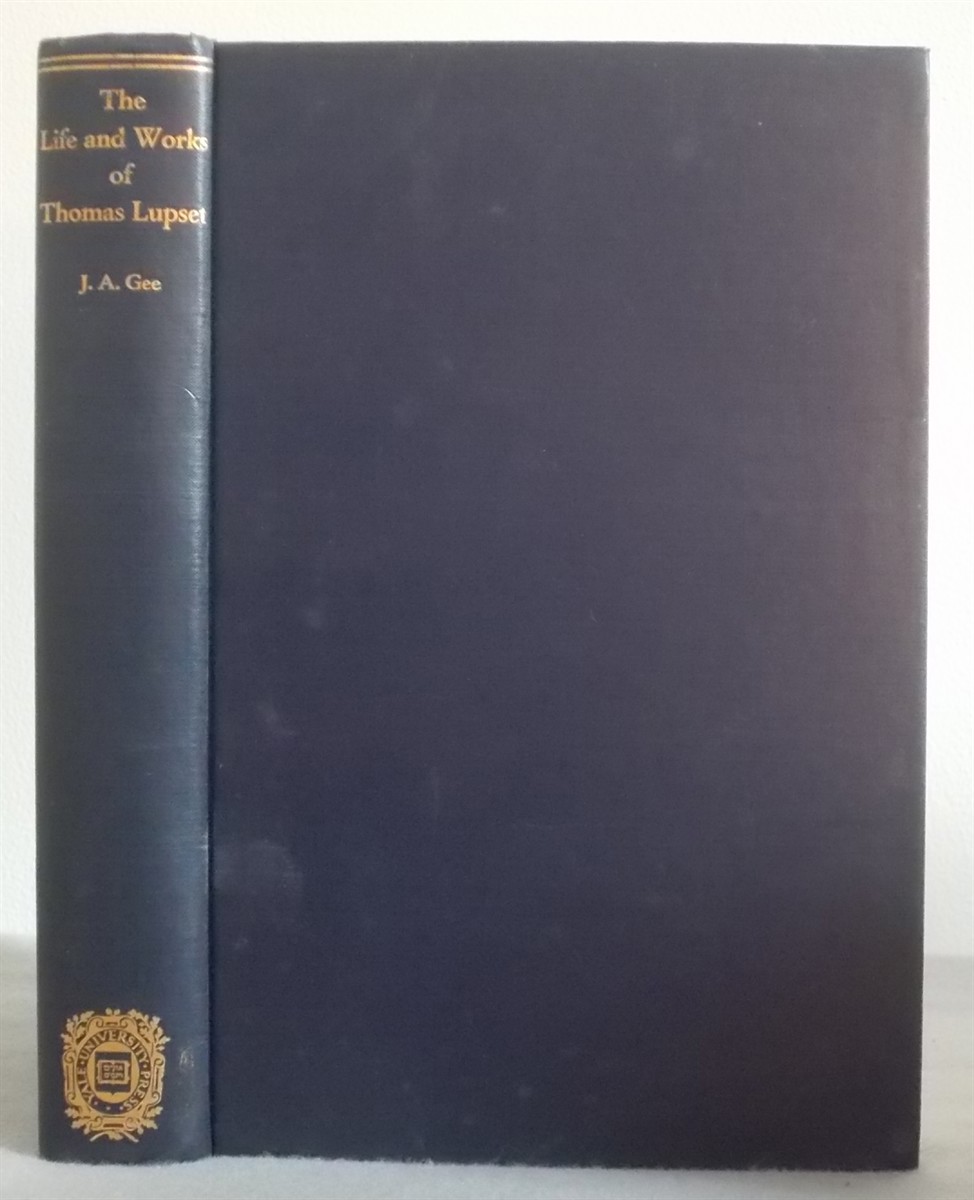 The
Life and Works
of
Thomas Lupset
J. A. Gee
YALE · UNIVERSITY · PRESS